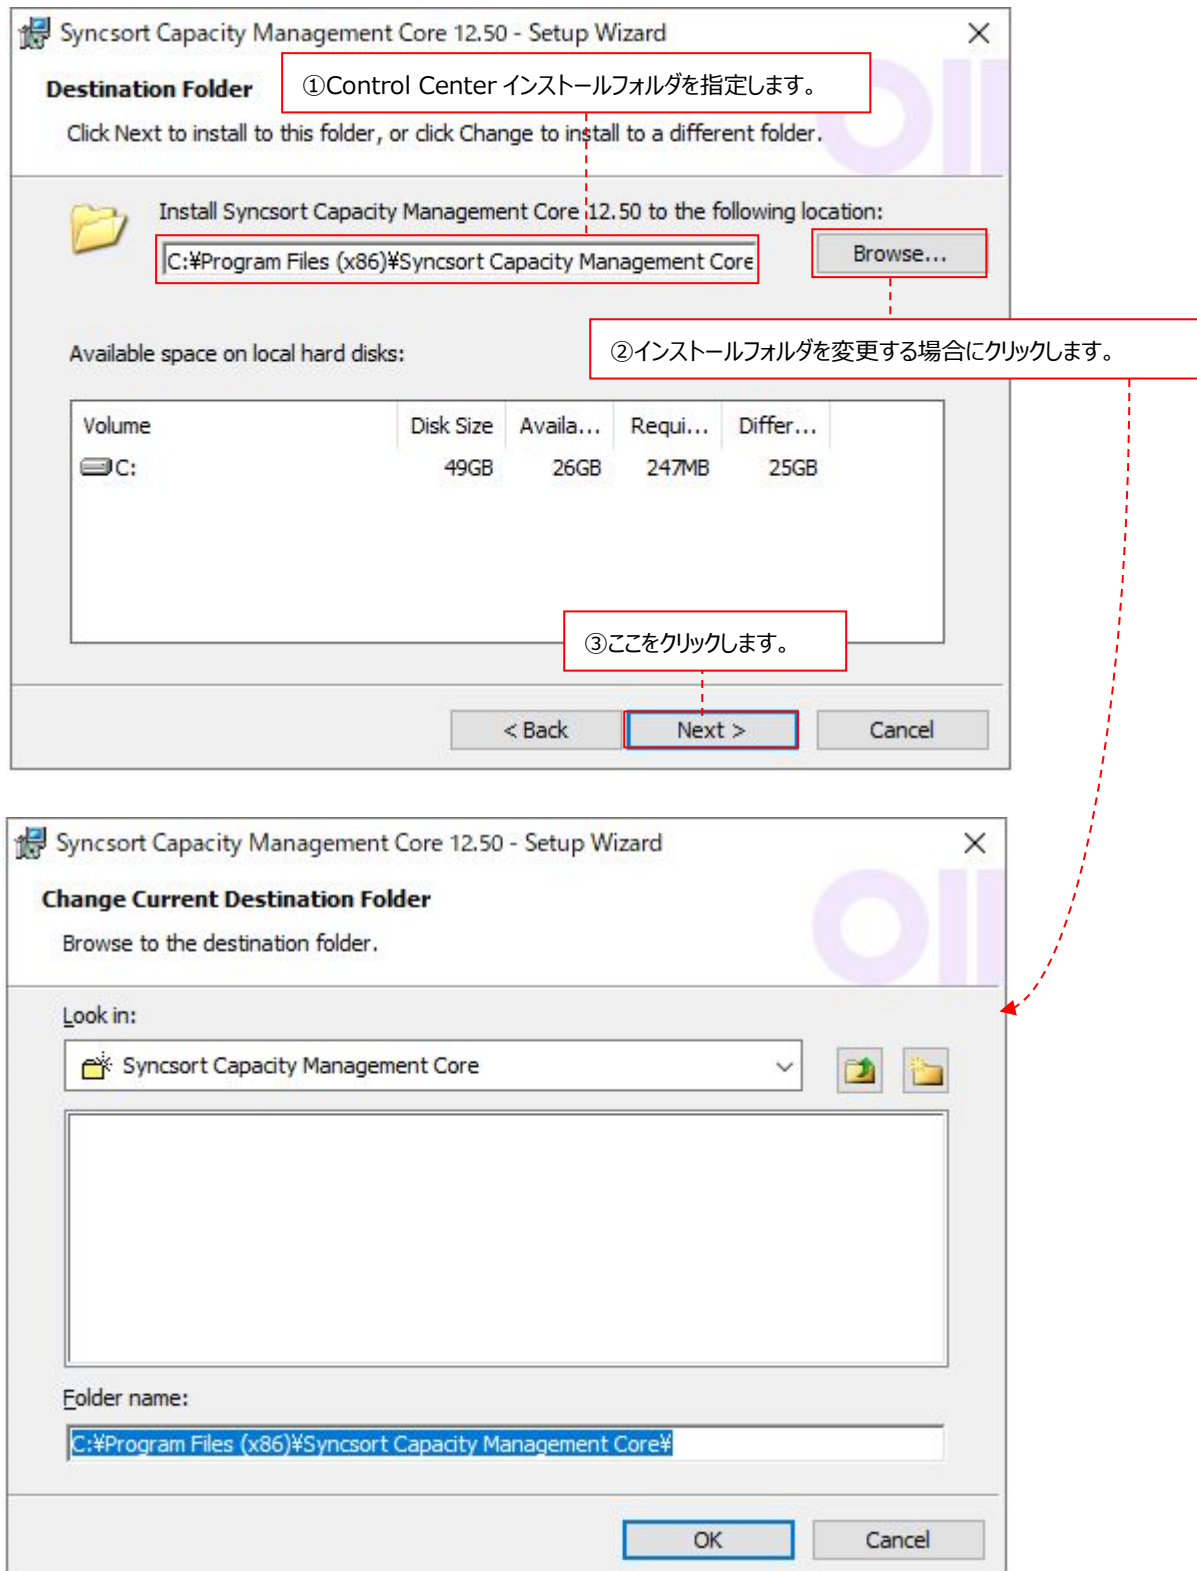 Syncsort Capacity Management Core 12.50 - Setup Wizard
Destination Folder
①Control Center インストールフォルダを指定します。
Click Next to install to this folder, or click Change to install to a different folder.
Install Syncsort Capacity Management Core 12.50 to the following location:
C:¥Program Files (x86)¥Syncsort Capacity Management Core
Browse...
②インストールフォルダを変更する場合にクリックします。
Available space on local hard disks:
Volume Disk Size Availa... Requi... Differ...
C: 49GB 26GB 247MB 25GB
③ここをクリックします。
< Back Next > Cancel
Syncsort Capacity Management Core 12.50 - Setup Wizard
Change Current Destination Folder
Browse to the destination folder.
Look in:
Syncsort Capacity Management Core
Folder name:
C:¥Program Files (x86)¥Syncsort Capacity Management Core¥
OK Cancel